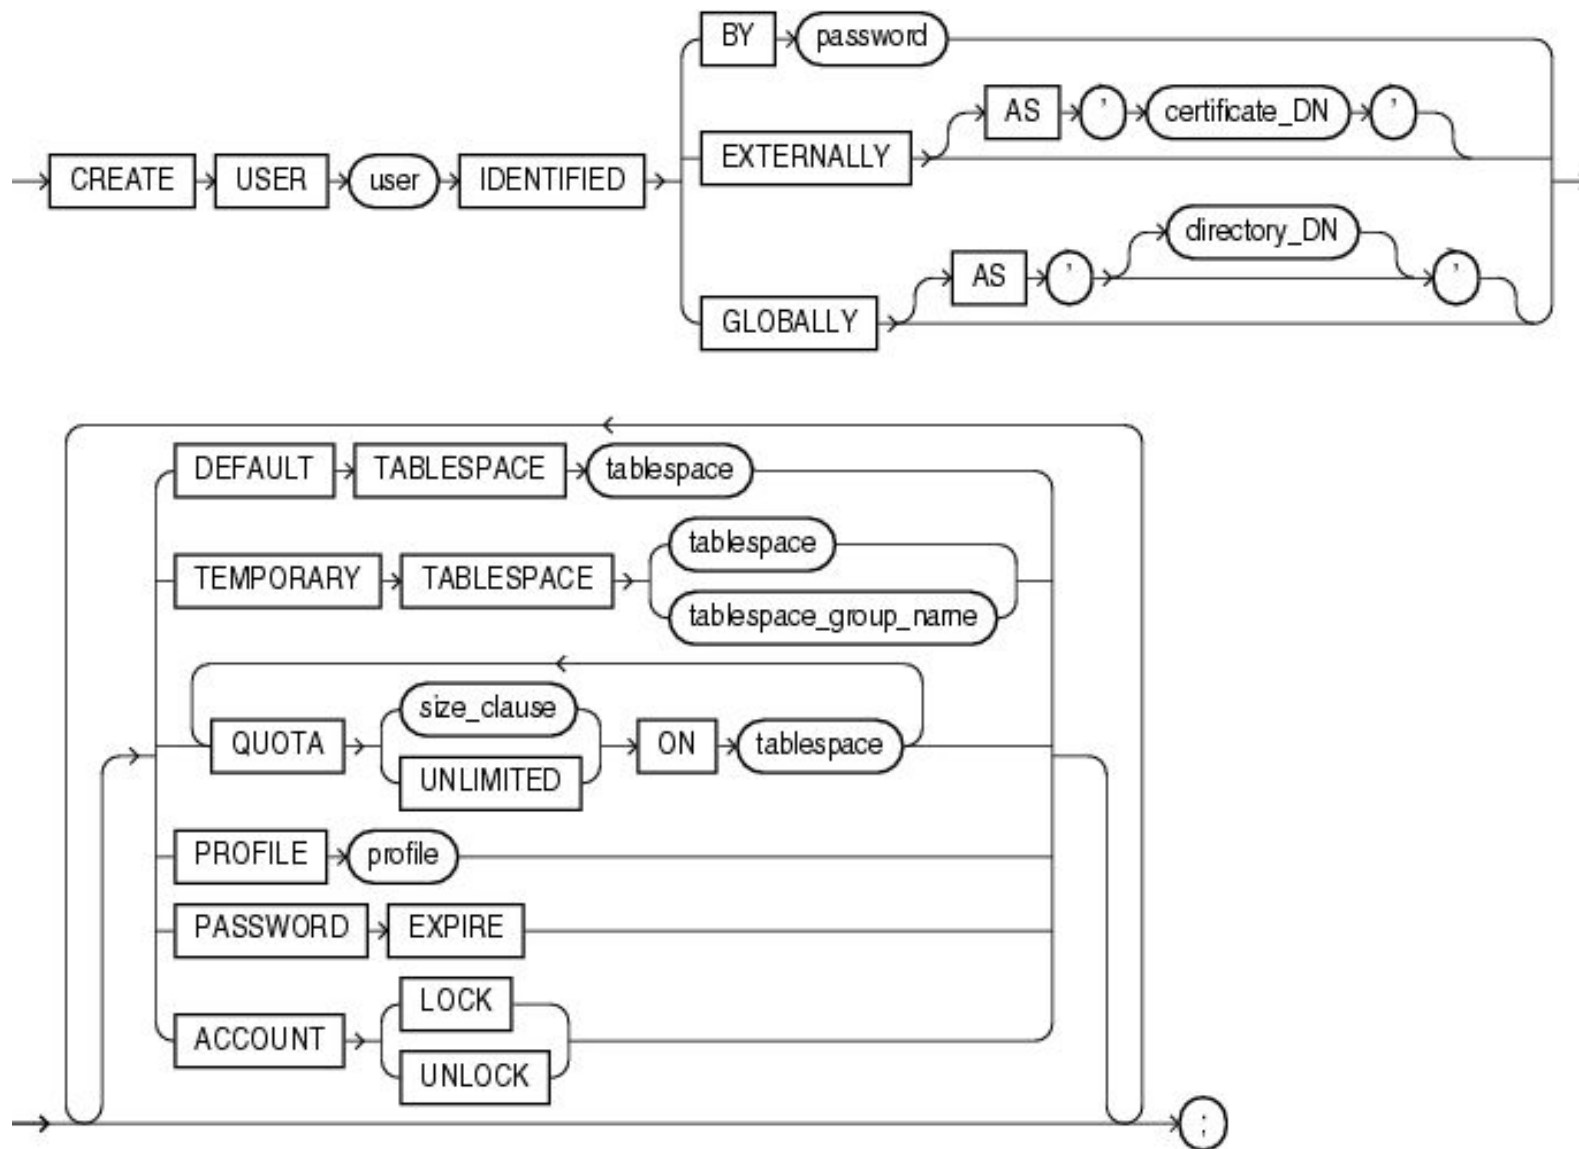 BY password
AS ' certificate_DN '
CREATE USER user IDENTIFIED EXTERNALLY
directory_DN
AS ' '
GLOBALLY
DEFAULT TABLESPACE tablespace
tablespace
TEMPORARY TABLESPACE
tablespace_group_name
size_clause
QUOTA ON tablespace
UNLIMITED
PROFILE profile
PASSWORD EXPIRE
LOCK
ACCOUNT
UNLOCK
;